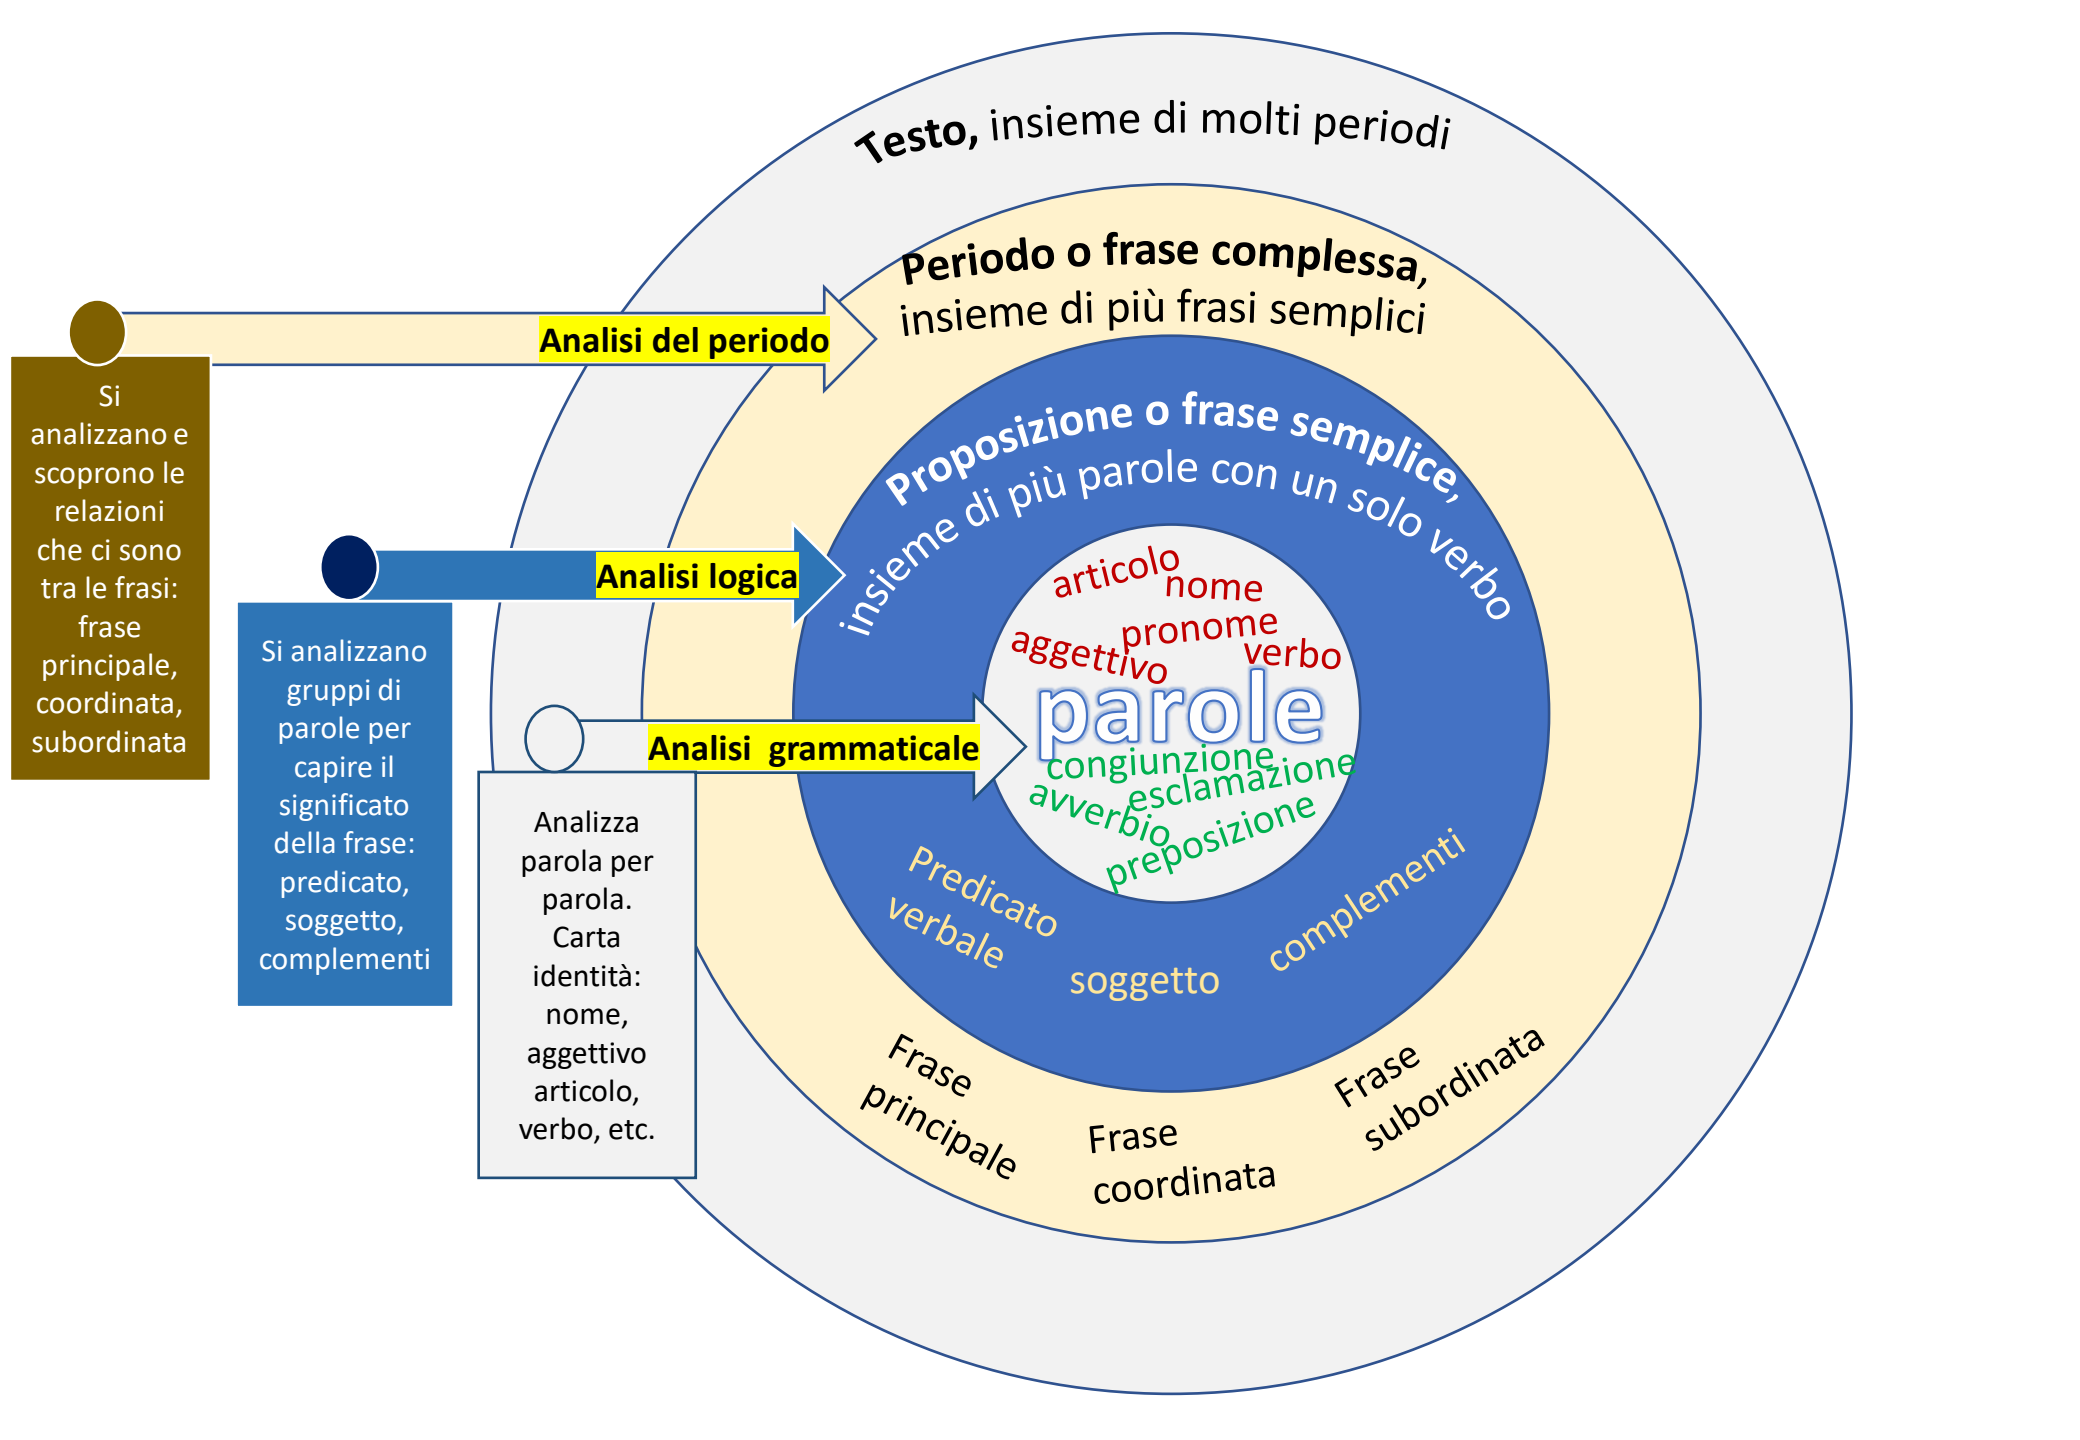 Testo, insieme di molti periodi
Periodo o frase complessa,
insieme di più frasi semplici
Analisi del periodo
Si
analizzano e
scoprono le
relazioni
che ci sono
tra le frasi:
frase
principale,
coordinata,
subordinata
Proposizione o frase semplice,
insieme di più parole con un solo verbo
Analisi logica
Si analizzano
gruppi di
parole per
capire il
significato
della frase:
predicato,
soggetto,
complementi
articolo
nome
pronome
aggettivo
verbo
parole
Analisi  grammaticale
Analizza
parola per
parola.
Carta
identità:
nome,
aggettivo
articolo,
verbo, etc.
congiunzione
esclamazione
avverbio
preposizione
Predicato
verbale
soggetto
complementi
Frase
principale
Frase
coordinata
Frase
subordinata